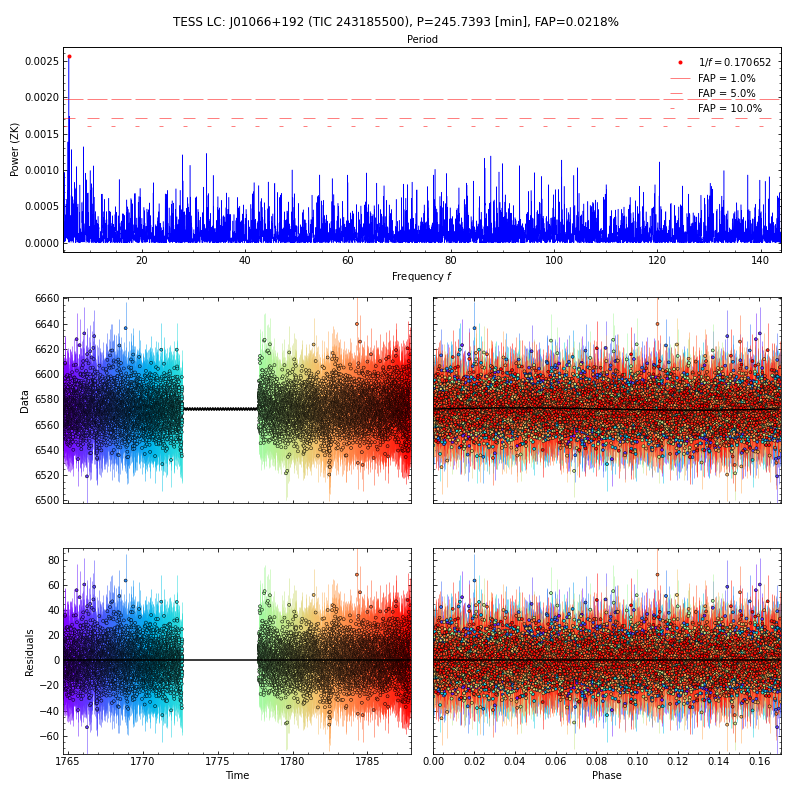 TESS LC: J01066+192 (TIC 243185500), P=245.7393 [min], FAP=0.0218%
Period
0.0025
0.0020
0.0015
0.0010
0.0005
0.0000
Power (ZK)
1/f = 0.170652
FAP = 1.0%
FAP = 5.0%
FAP = 10.0%
20 40 60 80 100 120 140
Frequency f
6660
6640
6620
6600
6580
6560
6540
6520
6500
Data
80
60
40
20
0
−20
−40
−60
Residuals
1765 1770 1775 1780 1785
Time
0.00 0.02 0.04 0.06 0.08 0.10 0.12 0.14 0.16
Phase